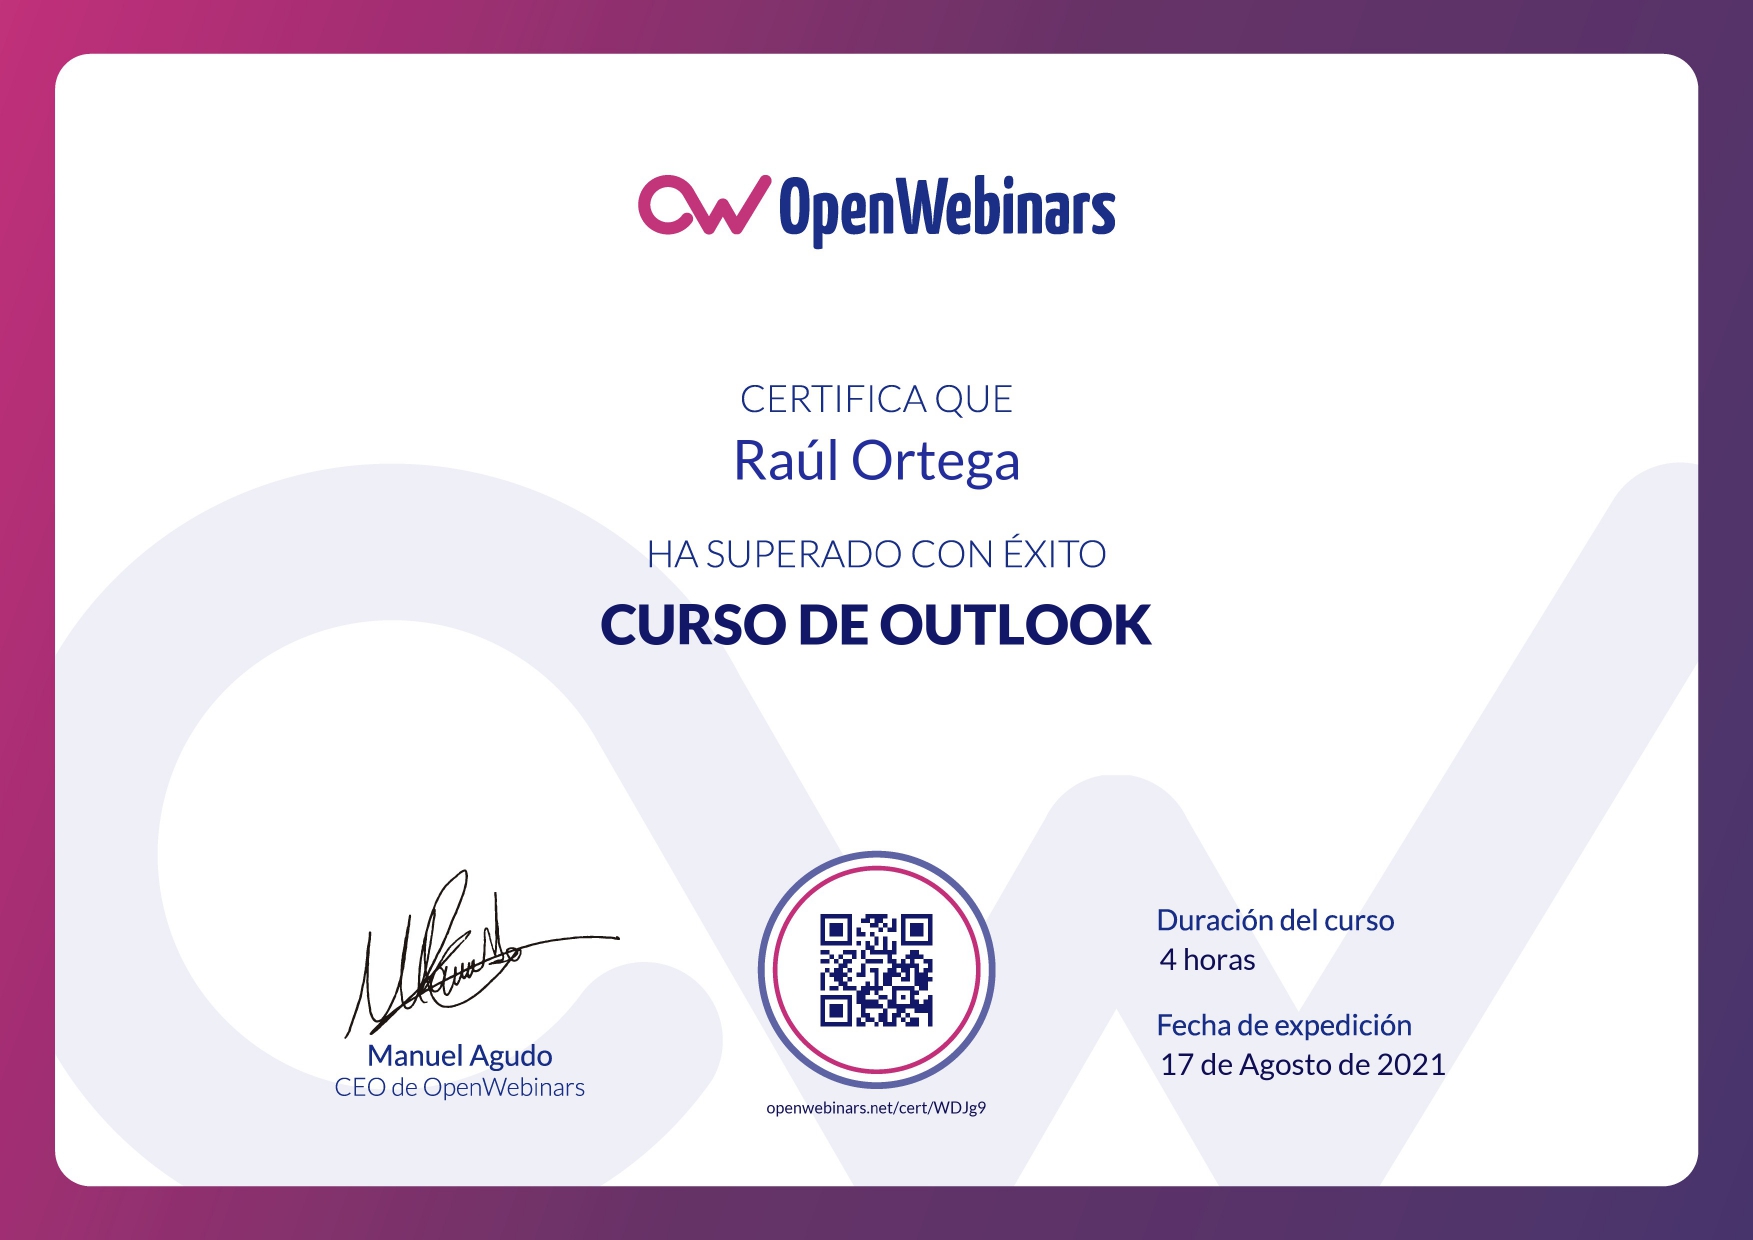 OpenWebinars
CERTIFICA QUE
Raúl Ortega
HA SUPERADO CON ÉXITO
CURSO DE OUTLOOK
Manuel Agudo
CEO de OpenWebinars
openwebinars.net/cert/WDJg9
Duración del curso
4 horas
Fecha de expedición
17 de Agosto de 2021